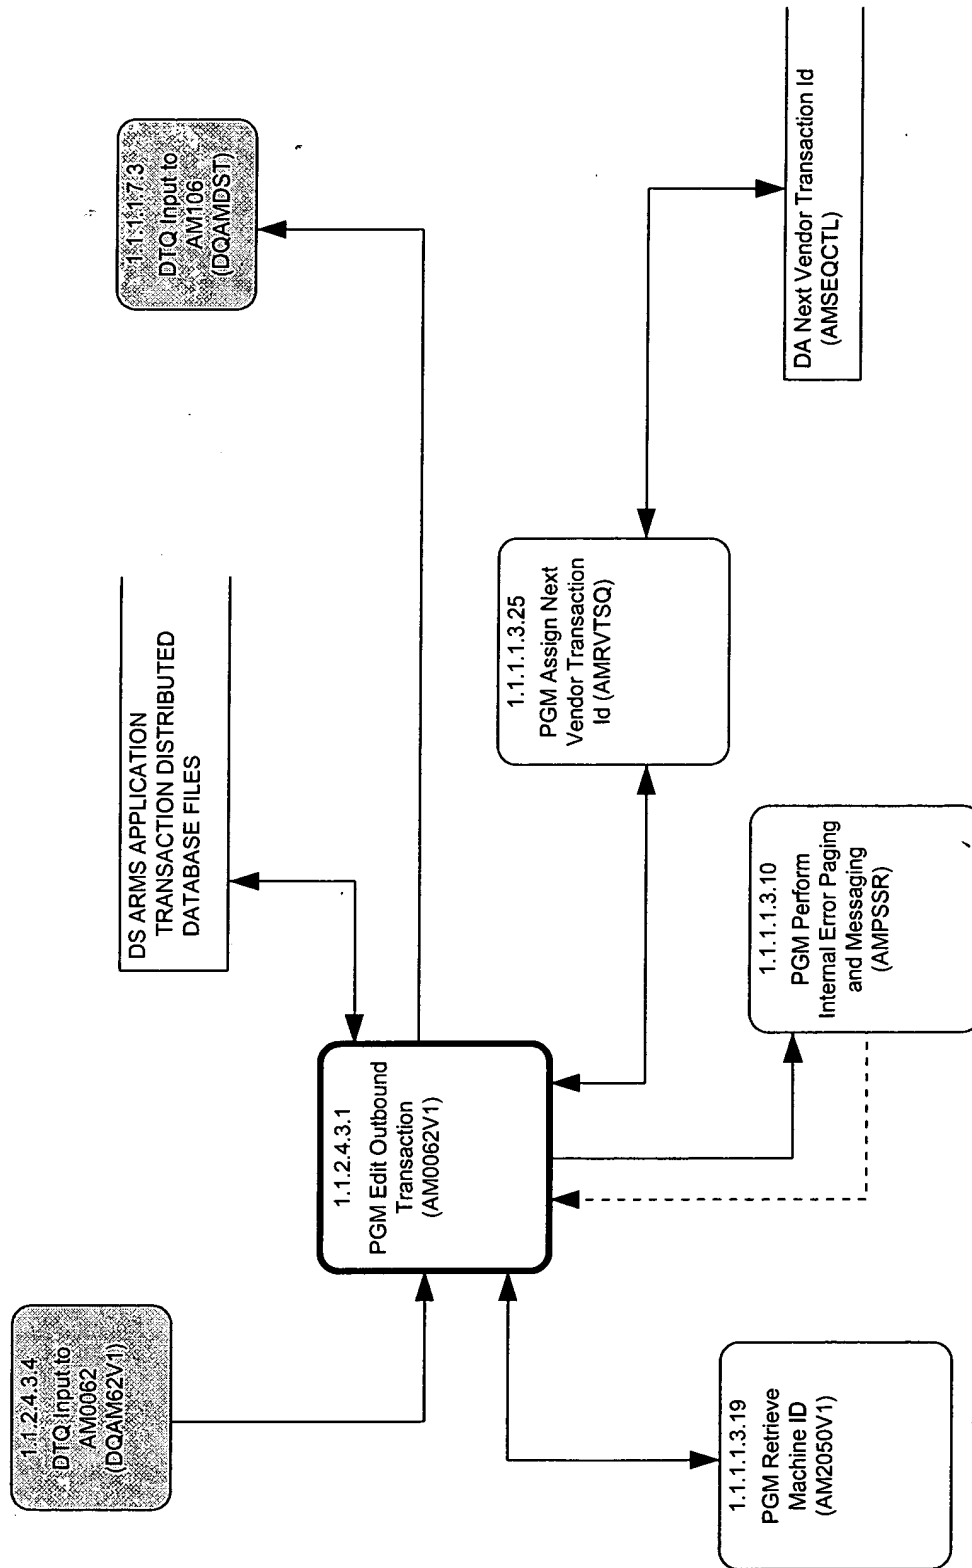 1.1.2.4.3.4
DTQ Input to
AM0062
(DQAM62V1)
DS ARMS APPLICATION
TRANSACTION DISTRIBUTED
DATABASE FILES
1.1.1.1.7.3
DTQ Input to
AM106
(DQAMDST)
1.1.2.4.3.1
PGM Edit Outbound
Transaction
(AM0062V1)
1.1.1.1.3.25
PGM Assign Next
Vendor Transaction
Id (AMRVTSQ)
1.1.1.1.3.19
PGM Retrieve
Machine ID
(AM2050V1)
1.1.1.1.3.10
PGM Perform
Internal Error Paging
and Messaging
(AMPSSR)
DA Next Vendor Transaction Id
(AMSEQCTL)